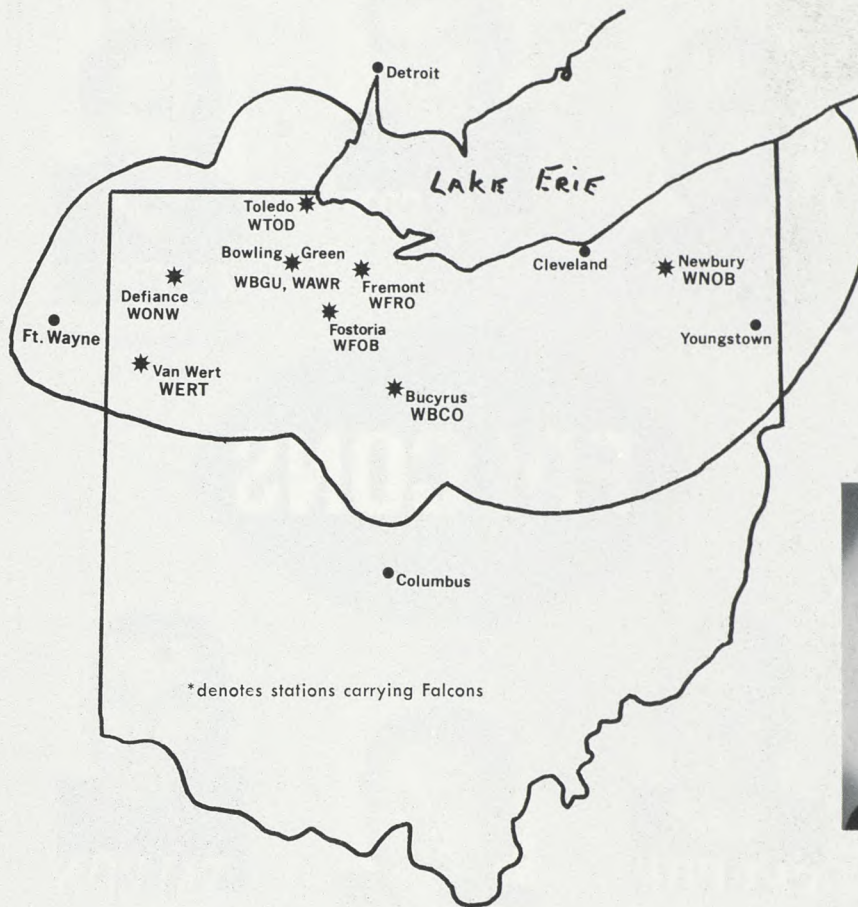 Detroit
LAKE ERIE
Toledo
WTOD
Bowling Green
WBGU, WAWR
Fremont
WFRO
Cleveland
Newbury
WNOB
Defiance
WONW
Fostoria
WFOB
Ft. Wayne
Youngstown
Van Wert
WERT
Bucyrus
WBCO
Columbus
*denotes stations carrying Falcons